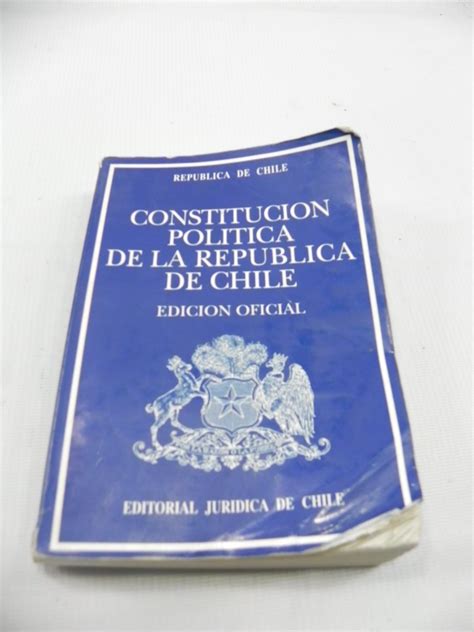 REPUBLICA DE CHILE
CONSTITUCION
POLITICA
DE LA REPUBLICA
DE CHILE
EDICION OFICIAL
EDITORIAL JURIDICA DE CHILE